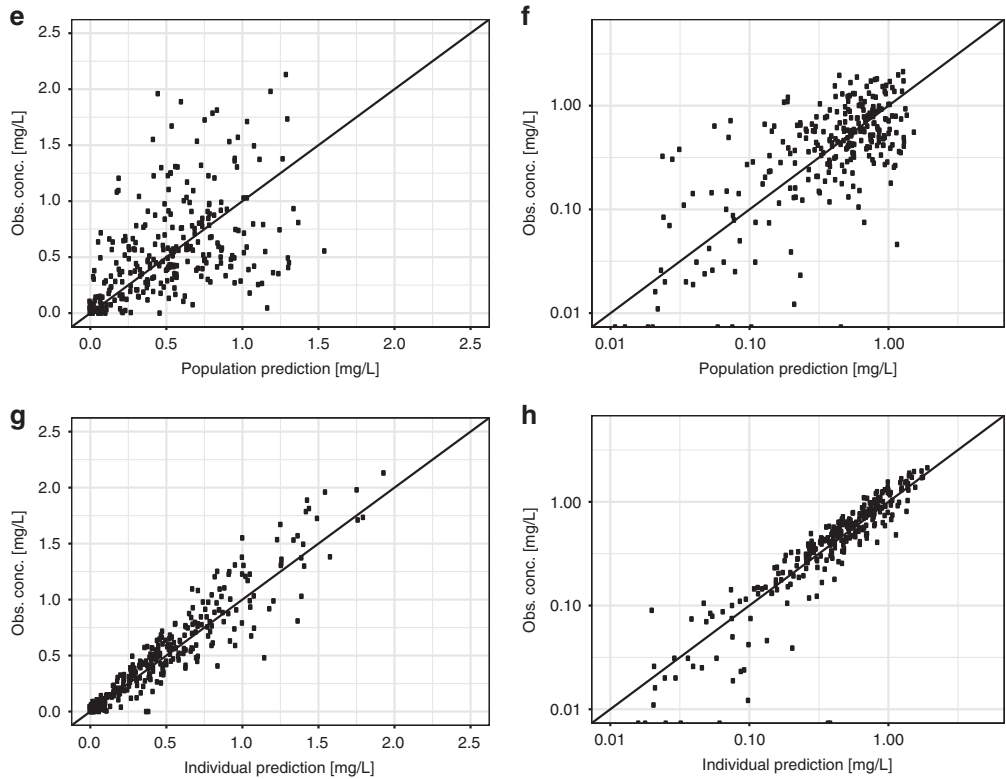 e
2.5
2.0
1.5
1.0
0.5
0.0
Obs. conc. [mg/L]
0.0 0.5 1.0 1.5 2.0 2.5
Population prediction [mg/L]
f
1.00
0.10
0.01
Obs. conc. [mg/L]
0.01 0.10 1.00
Population prediction [mg/L]
g
2.5
2.0
1.5
1.0
0.5
0.0
Obs. conc. [mg/L]
0.0 0.5 1.0 1.5 2.0 2.5
Individual prediction [mg/L]
h
1.00
0.10
0.01
Obs. conc. [mg/L]
0.01 0.10 1.00
Individual prediction [mg/L]